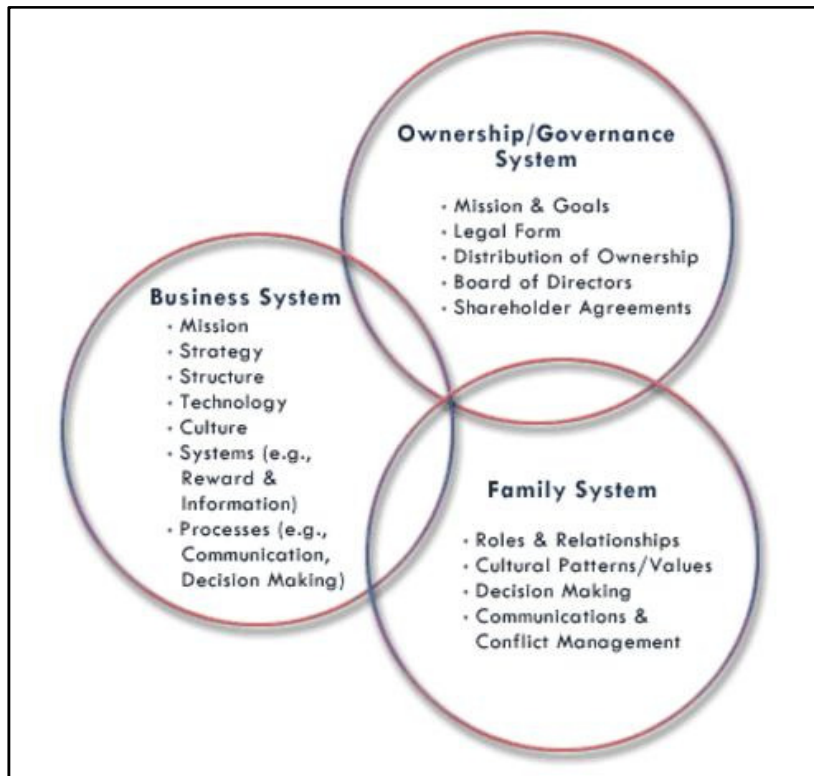 Ownership/Governance
System
• Mission & Goals
• Legal Form
• Distribution of Ownership
• Board of Directors
• Shareholder Agreements
Business System
• Mission
• Strategy
• Structure
• Technology
• Culture
• Systems (e.g.,
Reward &
Information)
• Processes (e.g.,
Communication,
Decision Making)
Family System
• Roles & Relationships
• Cultural Patterns/Values
• Decision Making
• Communications &
Conflict Management